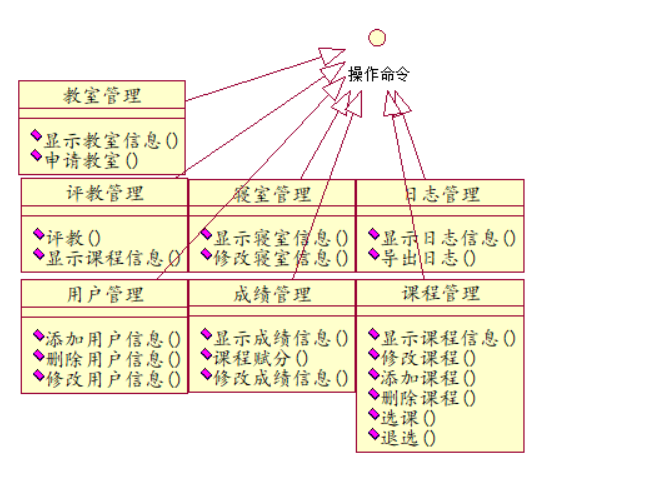 操作命令
教室管理
显示教室信息()
申请教室()
评教管理
评教()
显示课程信息()
寝室管理
显示寝室信息()
修改寝室信息()
日志管理
显示日志信息()
导出日志()
用户管理
添加用户信息()
删除用户信息()
修改用户信息()
成绩管理
显示成绩信息()
课程赋分()
修改成绩信息()
课程管理
显示课程信息()
修改课程()
添加课程()
删除课程()
选课()
退选()